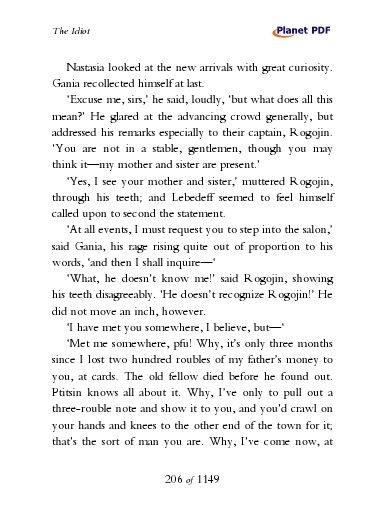 The Idiot
Planet PDF
Nastasia looked at the new arrivals with great curiosity.
Gania recollected himself at last.
‘Excuse me, sirs,’ he said, loudly, ‘but what does all this
mean?’ He glared at the advancing crowd generally, but
addressed his remarks especially to their captain, Rogojin.
‘You are not in a stable, gentlemen, though you may
think it—my mother and sister are present.’
‘Yes, I see your mother and sister,’ muttered Rogojin,
through his teeth; and Lebedeff seemed to feel himself
called upon to second the statement.
‘At all events, I must request you to step into the salon,’
said Gania, his rage rising quite out of proportion to his
words, ‘and then I shall inquire—‘
‘What, he doesn’t know me!’ said Rogojin, showing
his teeth disagreeably. ‘He doesn’t recognize Rogojin!’ He
did not move an inch, however.
‘I have met you somewhere, I believe, but—‘
‘Met me somewhere, pfu! Why, it’s only three months
since I lost two hundred roubles of my father’s money to
you, at cards. The old fellow died before he found out.
Ptitsin knows all about it. Why, I’ve only to pull out a
three-rouble note and show it to you, and you’d crawl on
your hands and knees to the other end of the town for it;
that’s the sort of man you are. Why, I’ve come now, at
206 of 1149